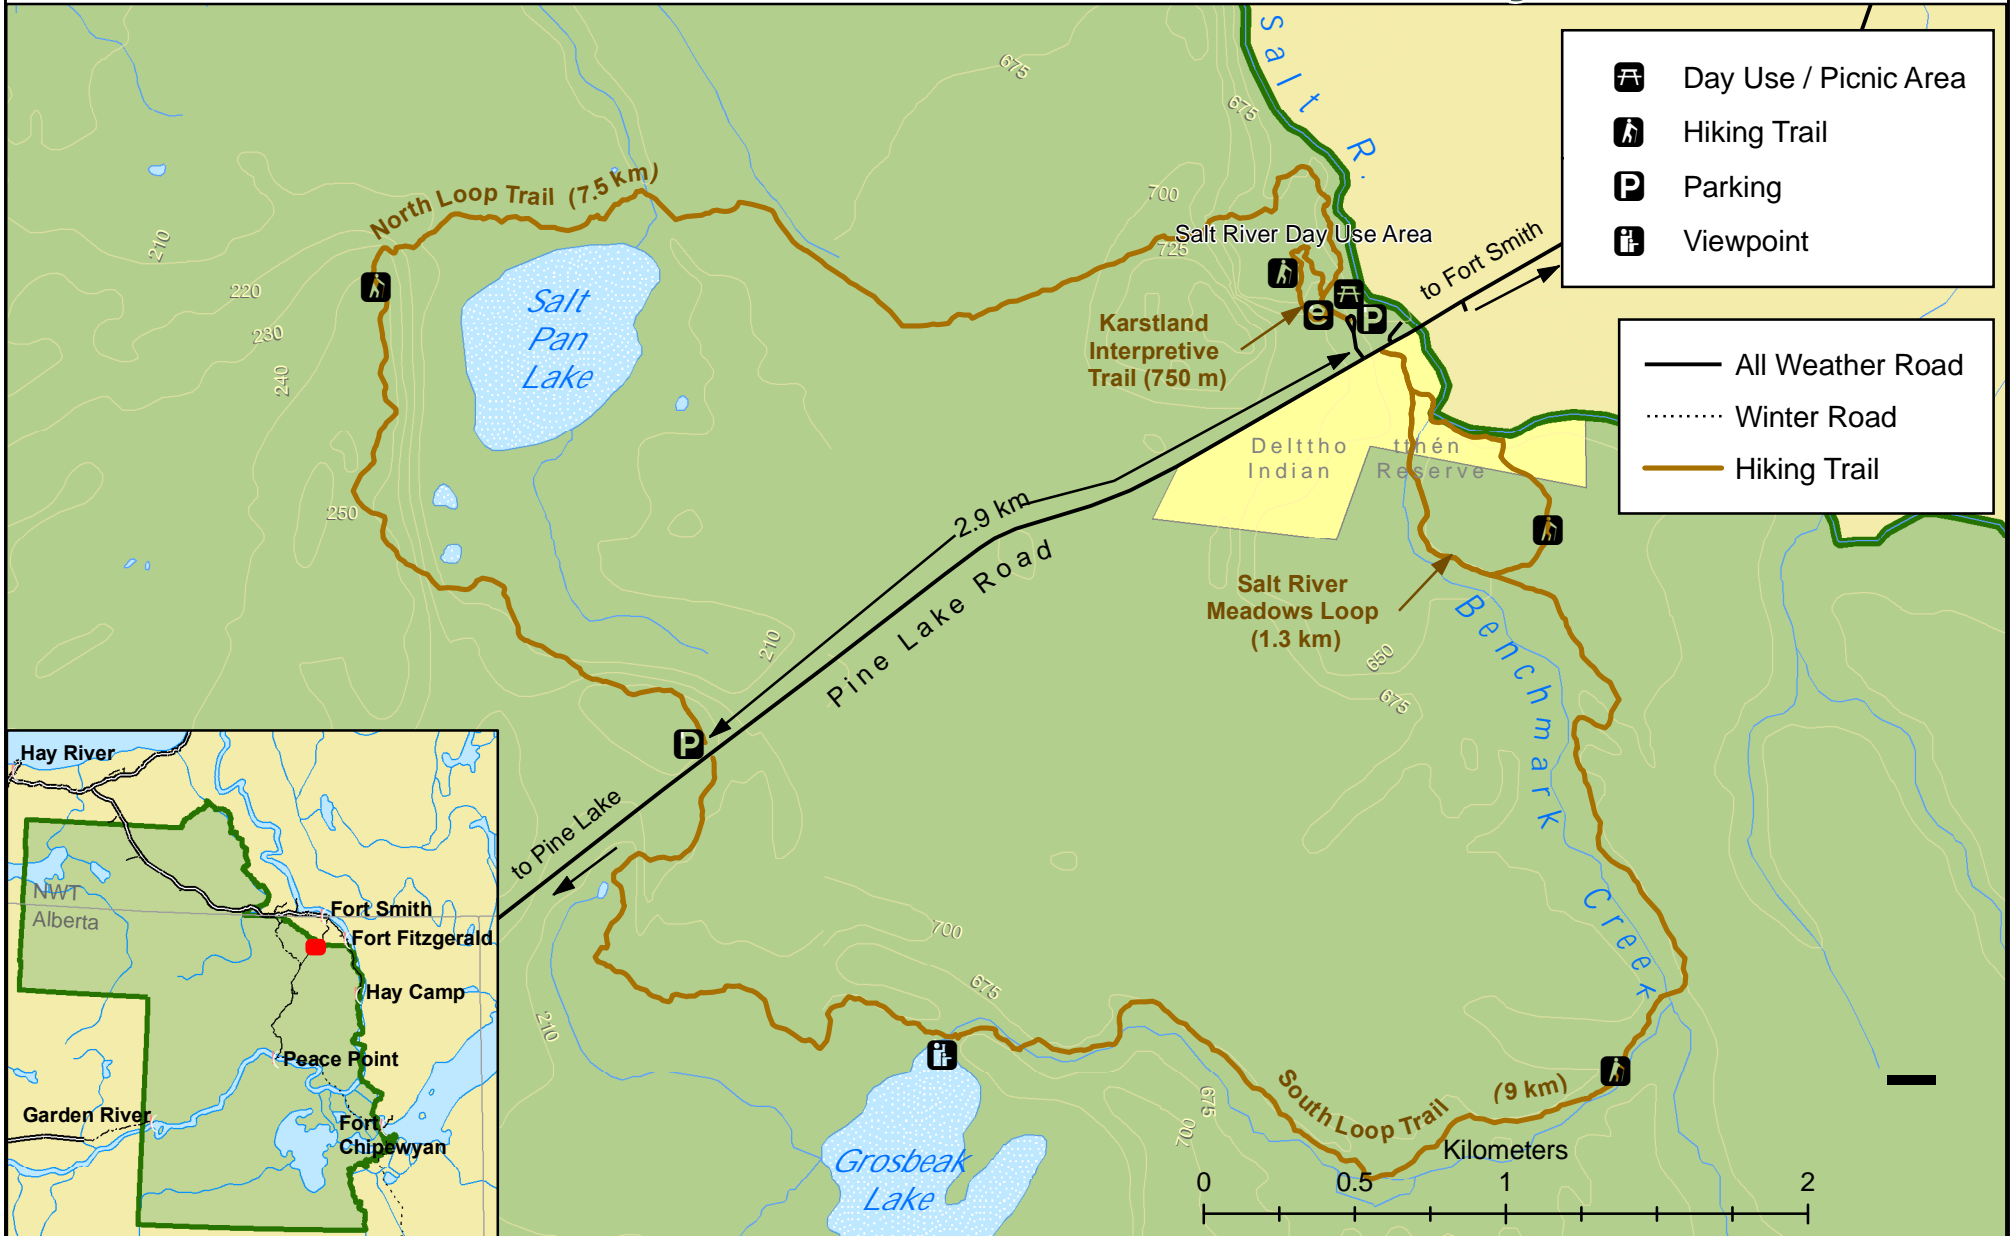 Salt R.
675
675
Day Use / Picnic Area
Hiking Trail
P Parking
Viewpoint
North Loop Trail (7.5 km)
700
Salt River Day Use Area
725
to Fort Smith
210
220
230
240
250
Salt
Pan
Lake
e
P
Karstland
Interpretive
Trail (750 m)
All Weather Road
Winter Road
Hiking Trail
Delttho tthén
Indian Reserve
2.9 km
Pine Lake Road
Salt River
Meadows Loop
(1.3 km)
650
675
Benchmark Creek
210
P
to Pine Lake
Hay River
NWT
Alberta
Fort Smith
Fort Fitzgerald
Hay Camp
Peace Point
Garden River
Fort
Chipewyan
700
675
210
Grosbeak
Lake
675
700
South Loop Trail (9 km)
Kilometers
0 0.5 1 2